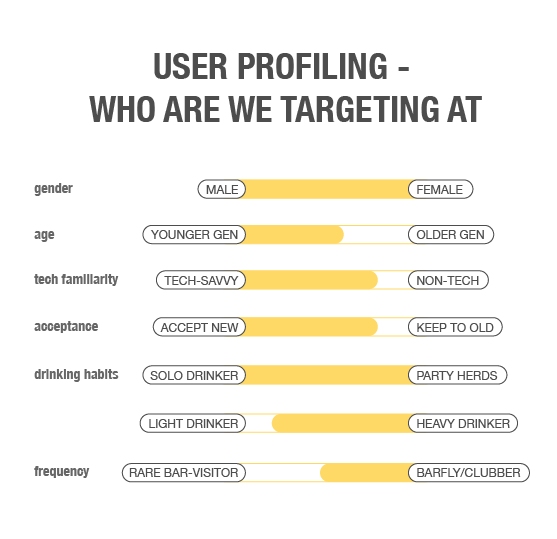 USER PROFILING -
WHO ARE WE TARGETING AT
gender MALE FEMALE
age YOUNGER GEN OLDER GEN
tech familiarity TECH-SAVVY NON-TECH
acceptance ACCEPT NEW KEEP TO OLD
drinking habits SOLO DRINKER PARTY HERDS
LIGHT DRINKER HEAVY DRINKER
frequency RARE BAR-VISITOR BARFLY/CLUBBER